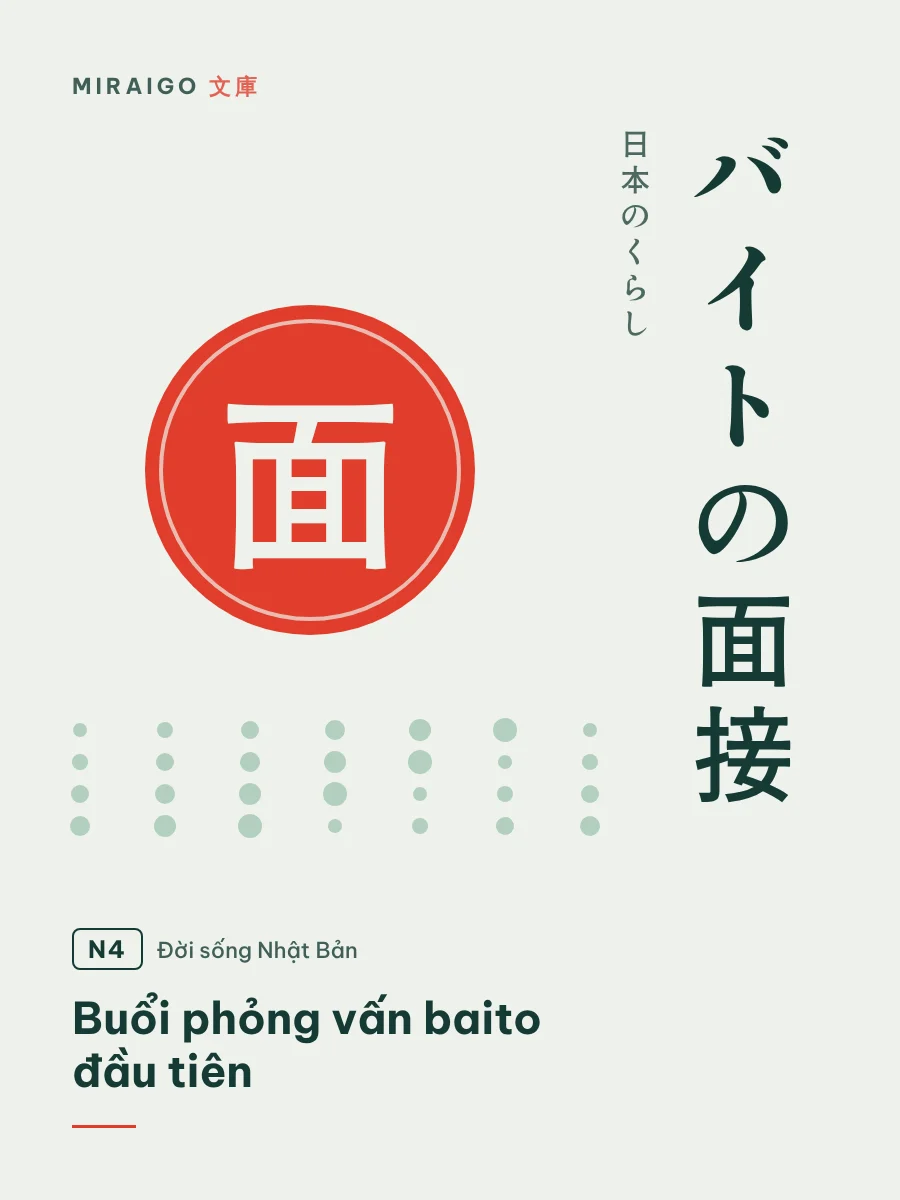 MIRAIGO 文庫
バイトの面接
日本のくらし
面
N4 Đời sống Nhật Bản
Buổi phỏng vấn baito
đầu tiên